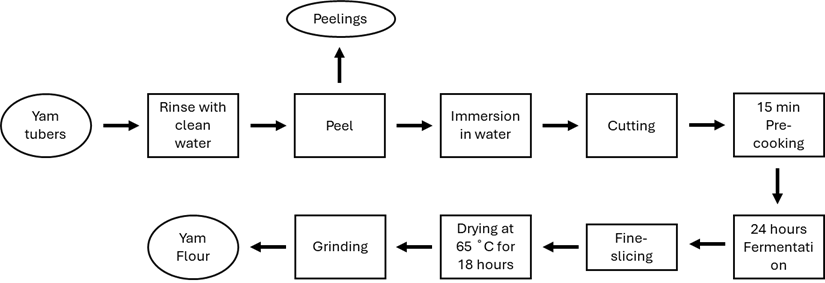 Peelings
Yam
tubers
Rinse with
clean
water
Peel
Immersion
in water
Cutting
15 min
Pre-
cooking
24 hours
Fermentati
on
Fine-
slicing
Drying at
65 ˚C for
18 hours
Grinding
Yam
Flour